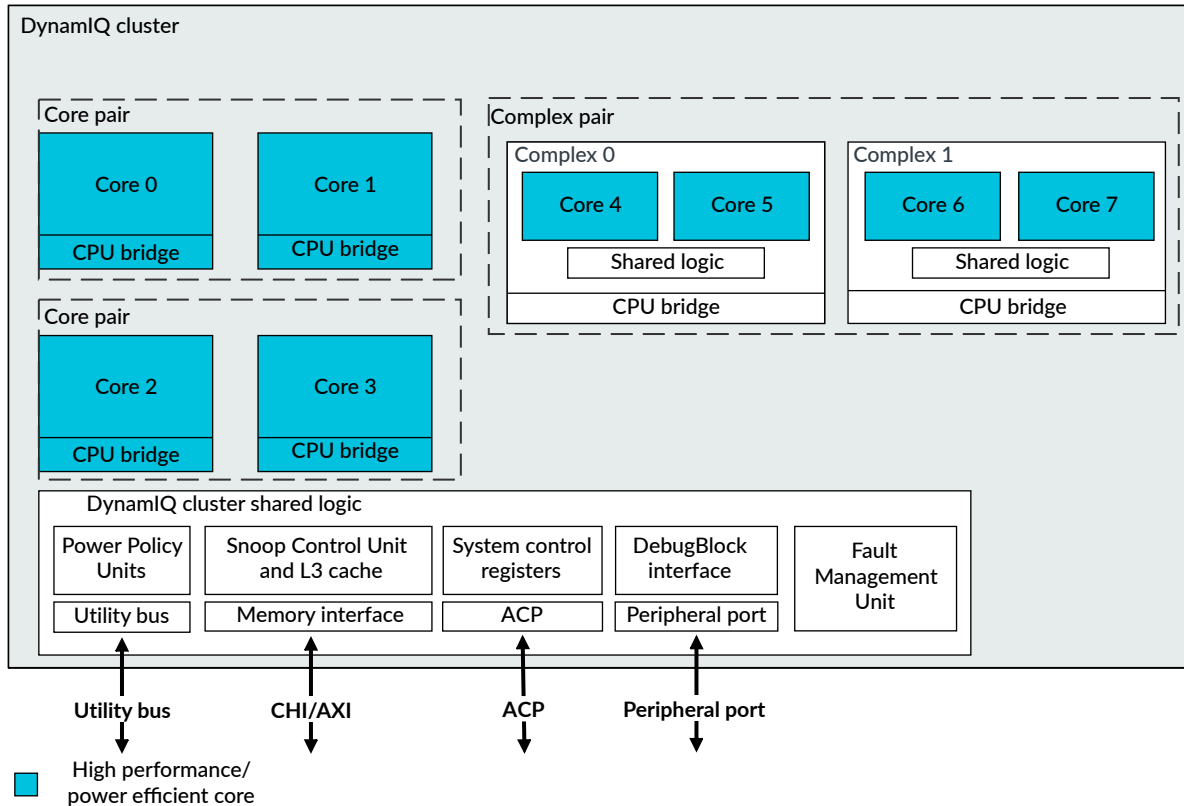 DynamIQ cluster
Core pair
Core 0
CPU bridge
Core 1
CPU bridge
Complex pair
Complex 0
Core 4
Core 5
Shared logic
CPU bridge
Complex 1
Core 6
Core 7
Shared logic
CPU bridge
Core pair
Core 2
CPU bridge
Core 3
CPU bridge
DynamIQ cluster shared logic
Power Policy
Units
Utility bus
Snoop Control Unit
and L3 cache
Memory interface
System control
registers
ACP
DebugBlock
interface
Peripheral port
Fault
Management
Unit
Utility bus
CHI/AXI
ACP
Peripheral port
High performance/
power efficient core